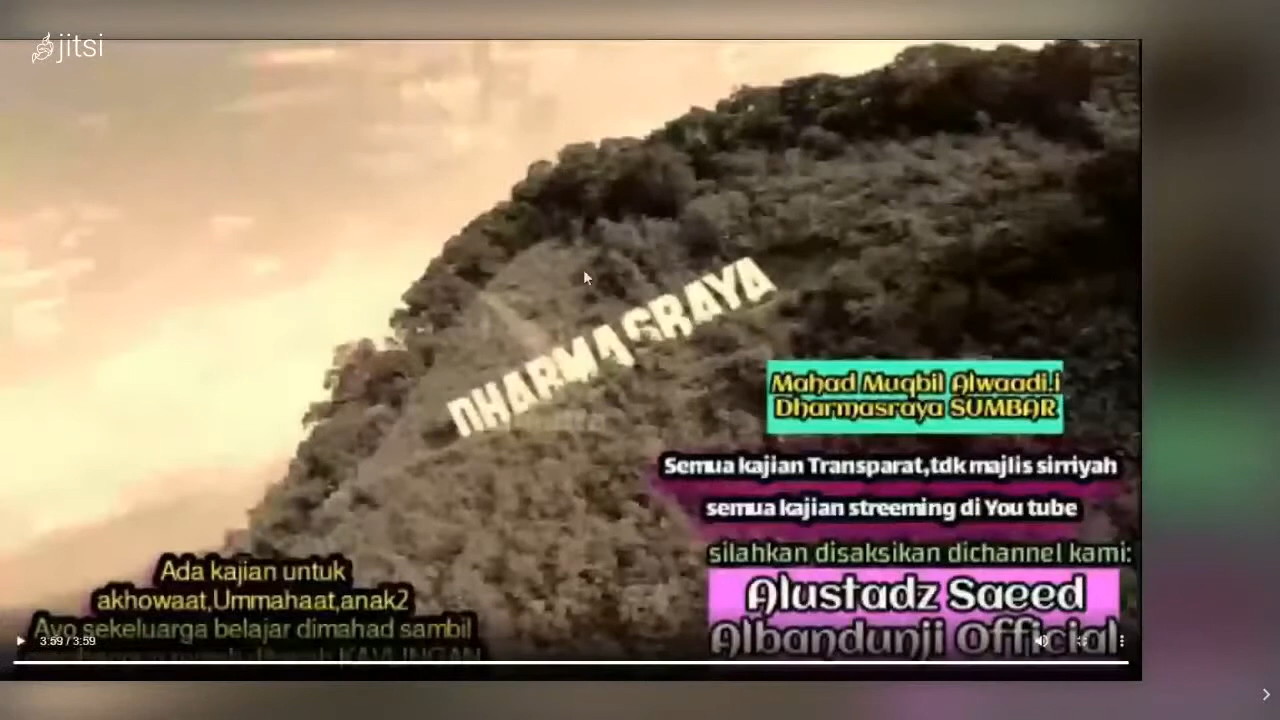 jitsi
DHARMASRAYA
Mahad Muqbil Alwaadi.i
Dharmasraya SUMBAR
Semua kajian Transparat,tdk majlis sirriyah
semua kajian streeming di You tube
silahkan disaksikan dichannel kami:
Alustadz Saeed
Albandunji Official
Ada kajian untuk
akhowaat,Ummahaat,anak2
Ayo sekeluarga belajar dimahad sambil
KAVLINGAN
3:59 / 3:59